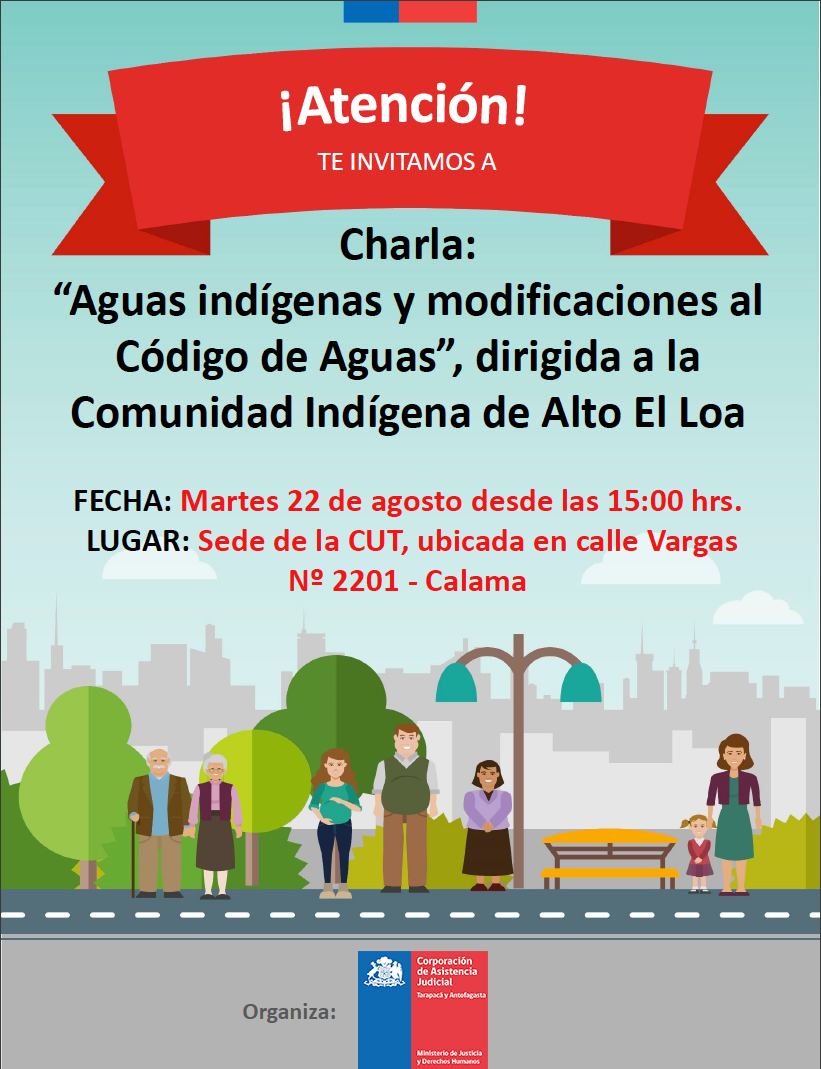 ¡Atención!
TE INVITAMOS A
Charla:
“Aguas indígenas y modificaciones al
Código de Aguas”, dirigida a la
Comunidad Indígena de Alto El Loa
FECHA: Martes 22 de agosto desde las 15:00 hrs.
LUGAR: Sede de la CUT, ubicada en calle Vargas
Nº 2201 - Calama
Organiza:
Corporación
de Asistencia
Judicial
Tarapacá y Antofagasta
Ministerio de Justicia
y Derechos Humanos